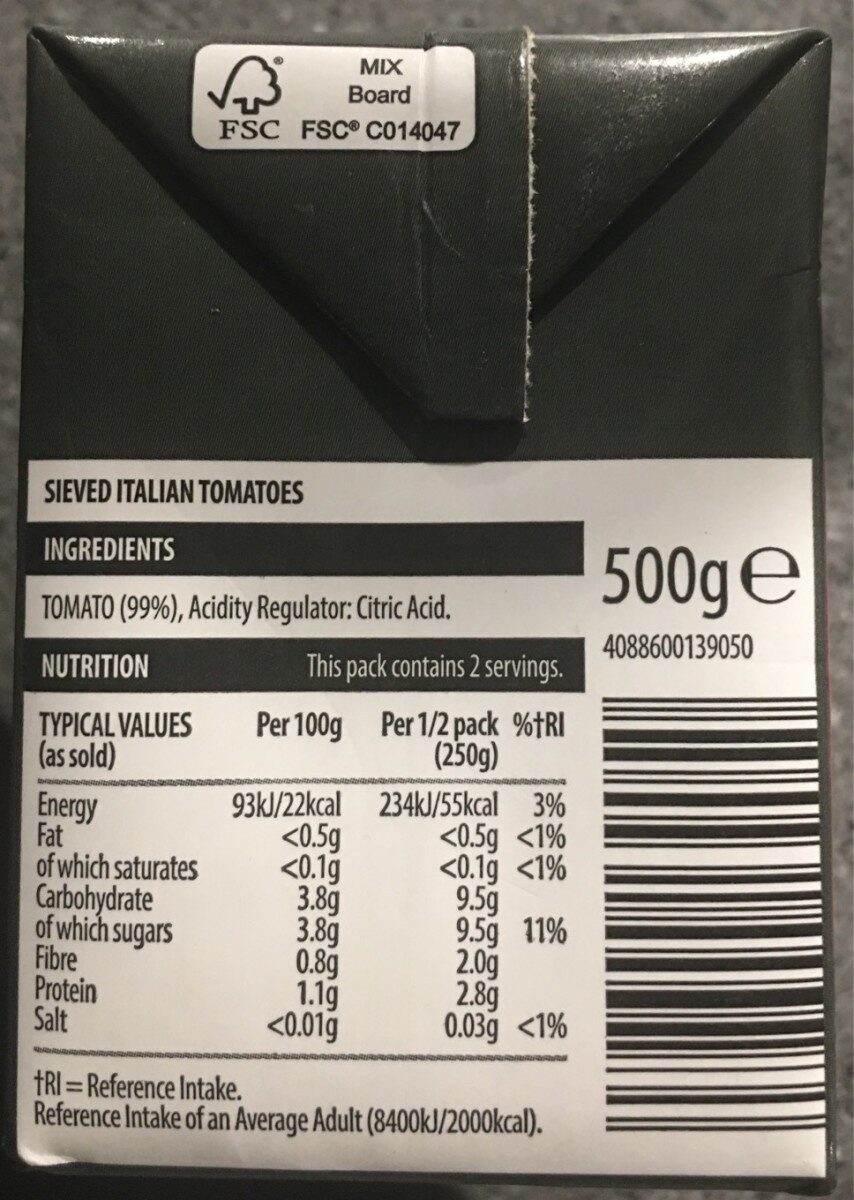 MIX
Board
FSC® C014047
FSC
SIEVED ITALIAN TOMATOES
INGREDIENTS
TOMATO (99%), Acidity Regulator: Citric Acid.
NUTRITION This pack contains 2 servings.
500g e
4088600139050
TYPICAL VALUES Per 100g Per 1/2 pack %†RI
(as sold) (250g)
Energy 93kJ/22kcal 234kJ/55kcal 3%
Fat <0.5g <0.5g <1%
of which saturates <0.1g <0.1g <1%
Carbohydrate 3.8g 9.5g
of which sugars 3.8g 9.5g 11%
Fibre 0.8g 2.0g
Protein 1.1g 2.8g
Salt <0.01g 0.03g <1%
†RI = Reference Intake.
Reference Intake of an Average Adult (8400kJ/2000kcal).